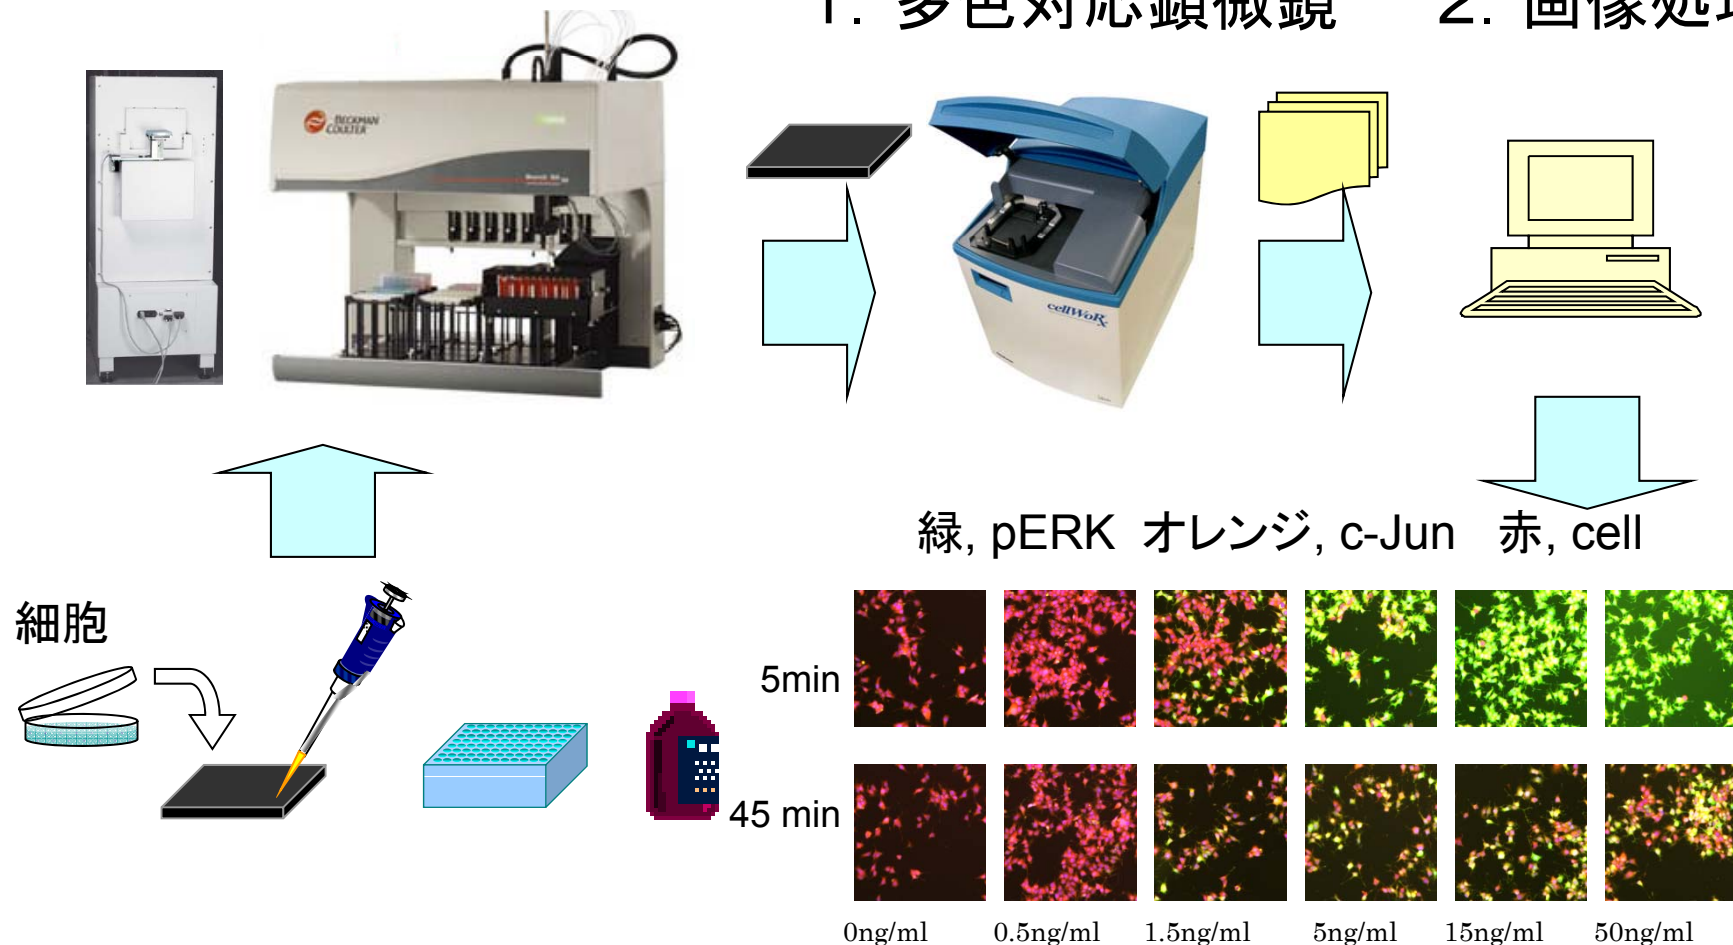 1. 多色対応顕微鏡
2. 画像処
BECKMAN
COULTER
cellWoRx
緑, pERK オレンジ, c-Jun 赤, cell
細胞
5min
45 min
0ng/ml 0.5ng/ml 1.5ng/ml 5ng/ml 15ng/ml 50ng/ml